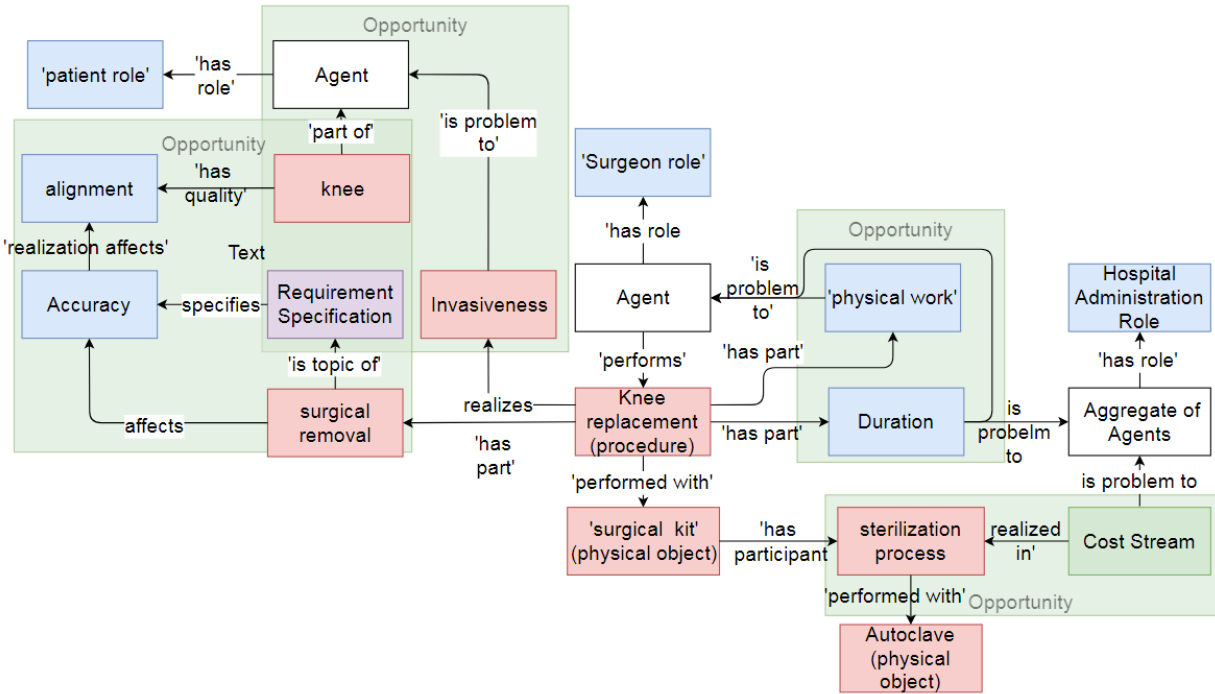 Opportunity
'patient role'
'has
role'
Agent
'part of'
'is problem
to'
Opportunity
alignment
'has
quality'
knee
'realization affects'
Text
Accuracy
specifies
Requirement
Specification
Invasiveness
'is topic of'
affects
surgical
removal
'has
part'
realizes
'Surgeon role'
'has role
Agent
'performs'
Knee
replacement
(procedure)
'is
problem
to'
Opportunity
'physical work'
'has part'
'has part'
Duration
is
probelm
to
Hospital
Administration
Role
'has role'
Aggregate of
Agents
is problem to
'performed with'
'surgical kit'
(physical object)
'has
participant
sterilization
process
realized
in'
Cost Stream
'performed with'
Opportunity
Autoclave
(physical
object)